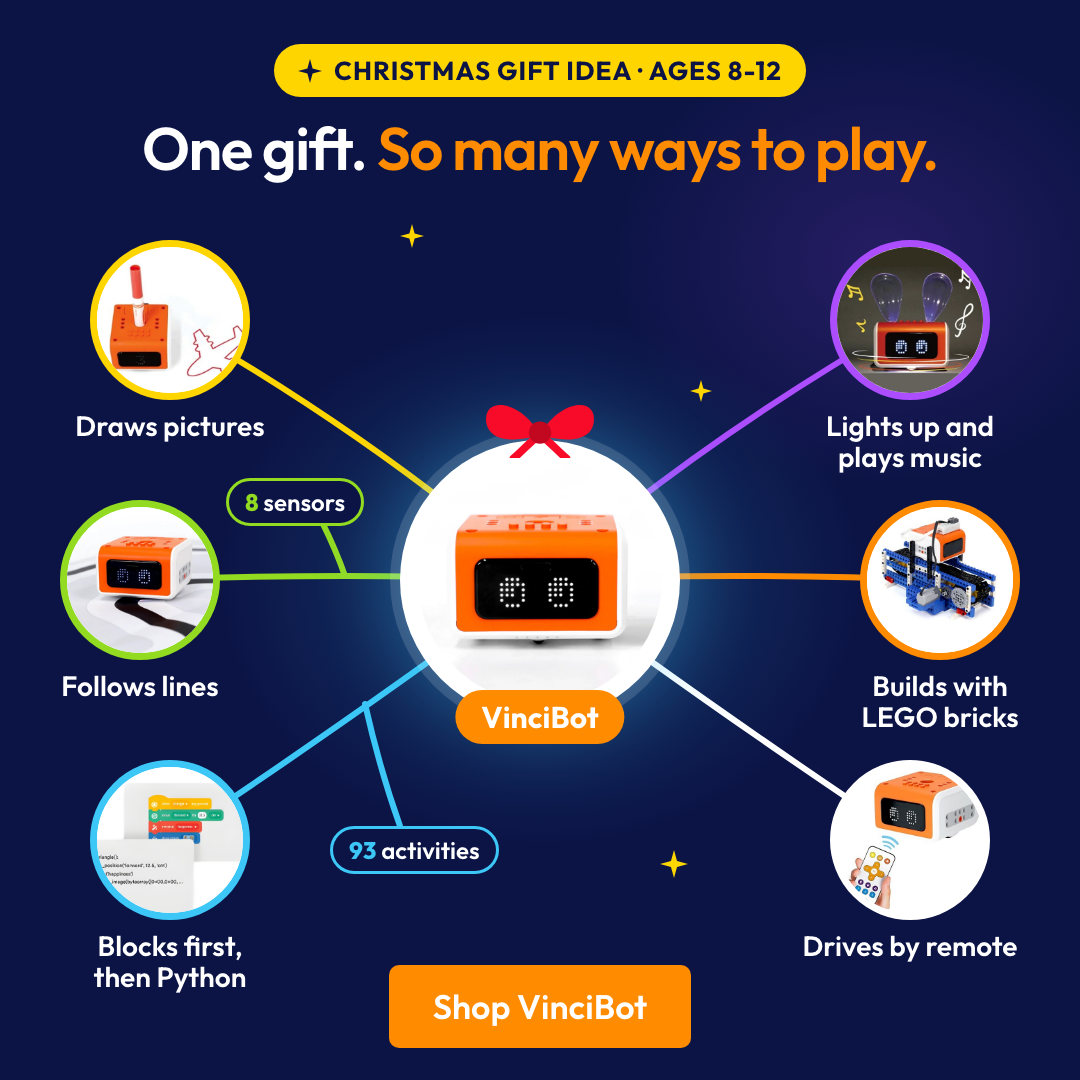 CHRISTMAS GIFT IDEA · AGES 8-12
One gift. So many ways to play.
Draws pictures
Lights up and
plays music
8 sensors
Follows lines
Builds with
LEGO bricks
VinciBot
93 activities
Blocks first,
then Python
Drives by remote
Shop VinciBot